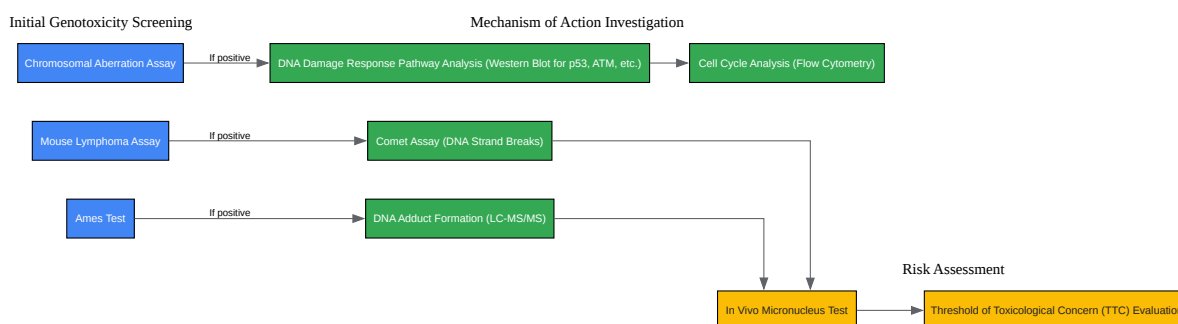 Initial Genotoxicity Screening
Mechanism of Action Investigation
Chromosomal Aberration Assay
If positive
DNA Damage Response Pathway Analysis (Western Blot for p53, ATM, etc.)
Cell Cycle Analysis (Flow Cytometry)
Mouse Lymphoma Assay
If positive
Comet Assay (DNA Strand Breaks)
Ames Test
If positive
DNA Adduct Formation (LC-MS/MS)
Risk Assessment
In Vivo Micronucleus Test
Threshold of Toxicological Concern (TTC) Evaluatio